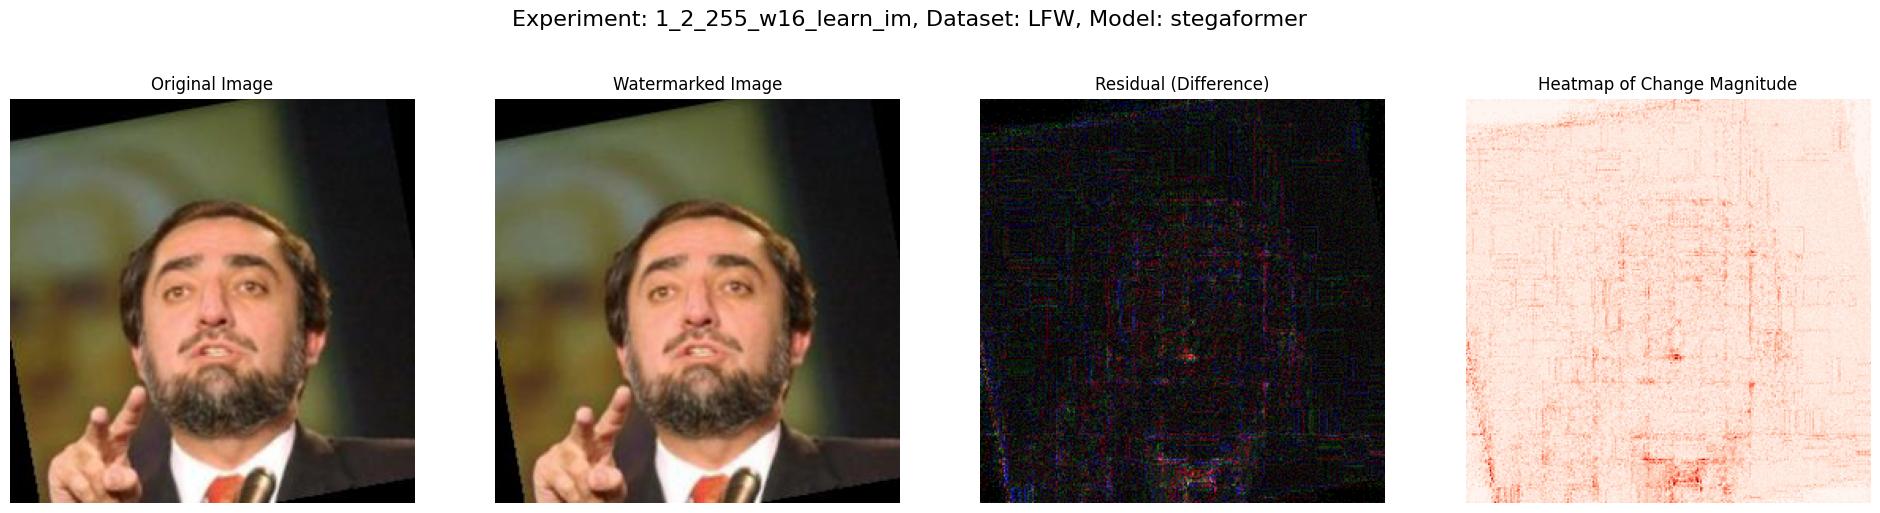 Experiment: 1_2_255_w16_learn_im, Dataset: LFW, Model: stegaformer
Original Image
Watermarked Image
Residual (Difference)
Heatmap of Change Magnitude